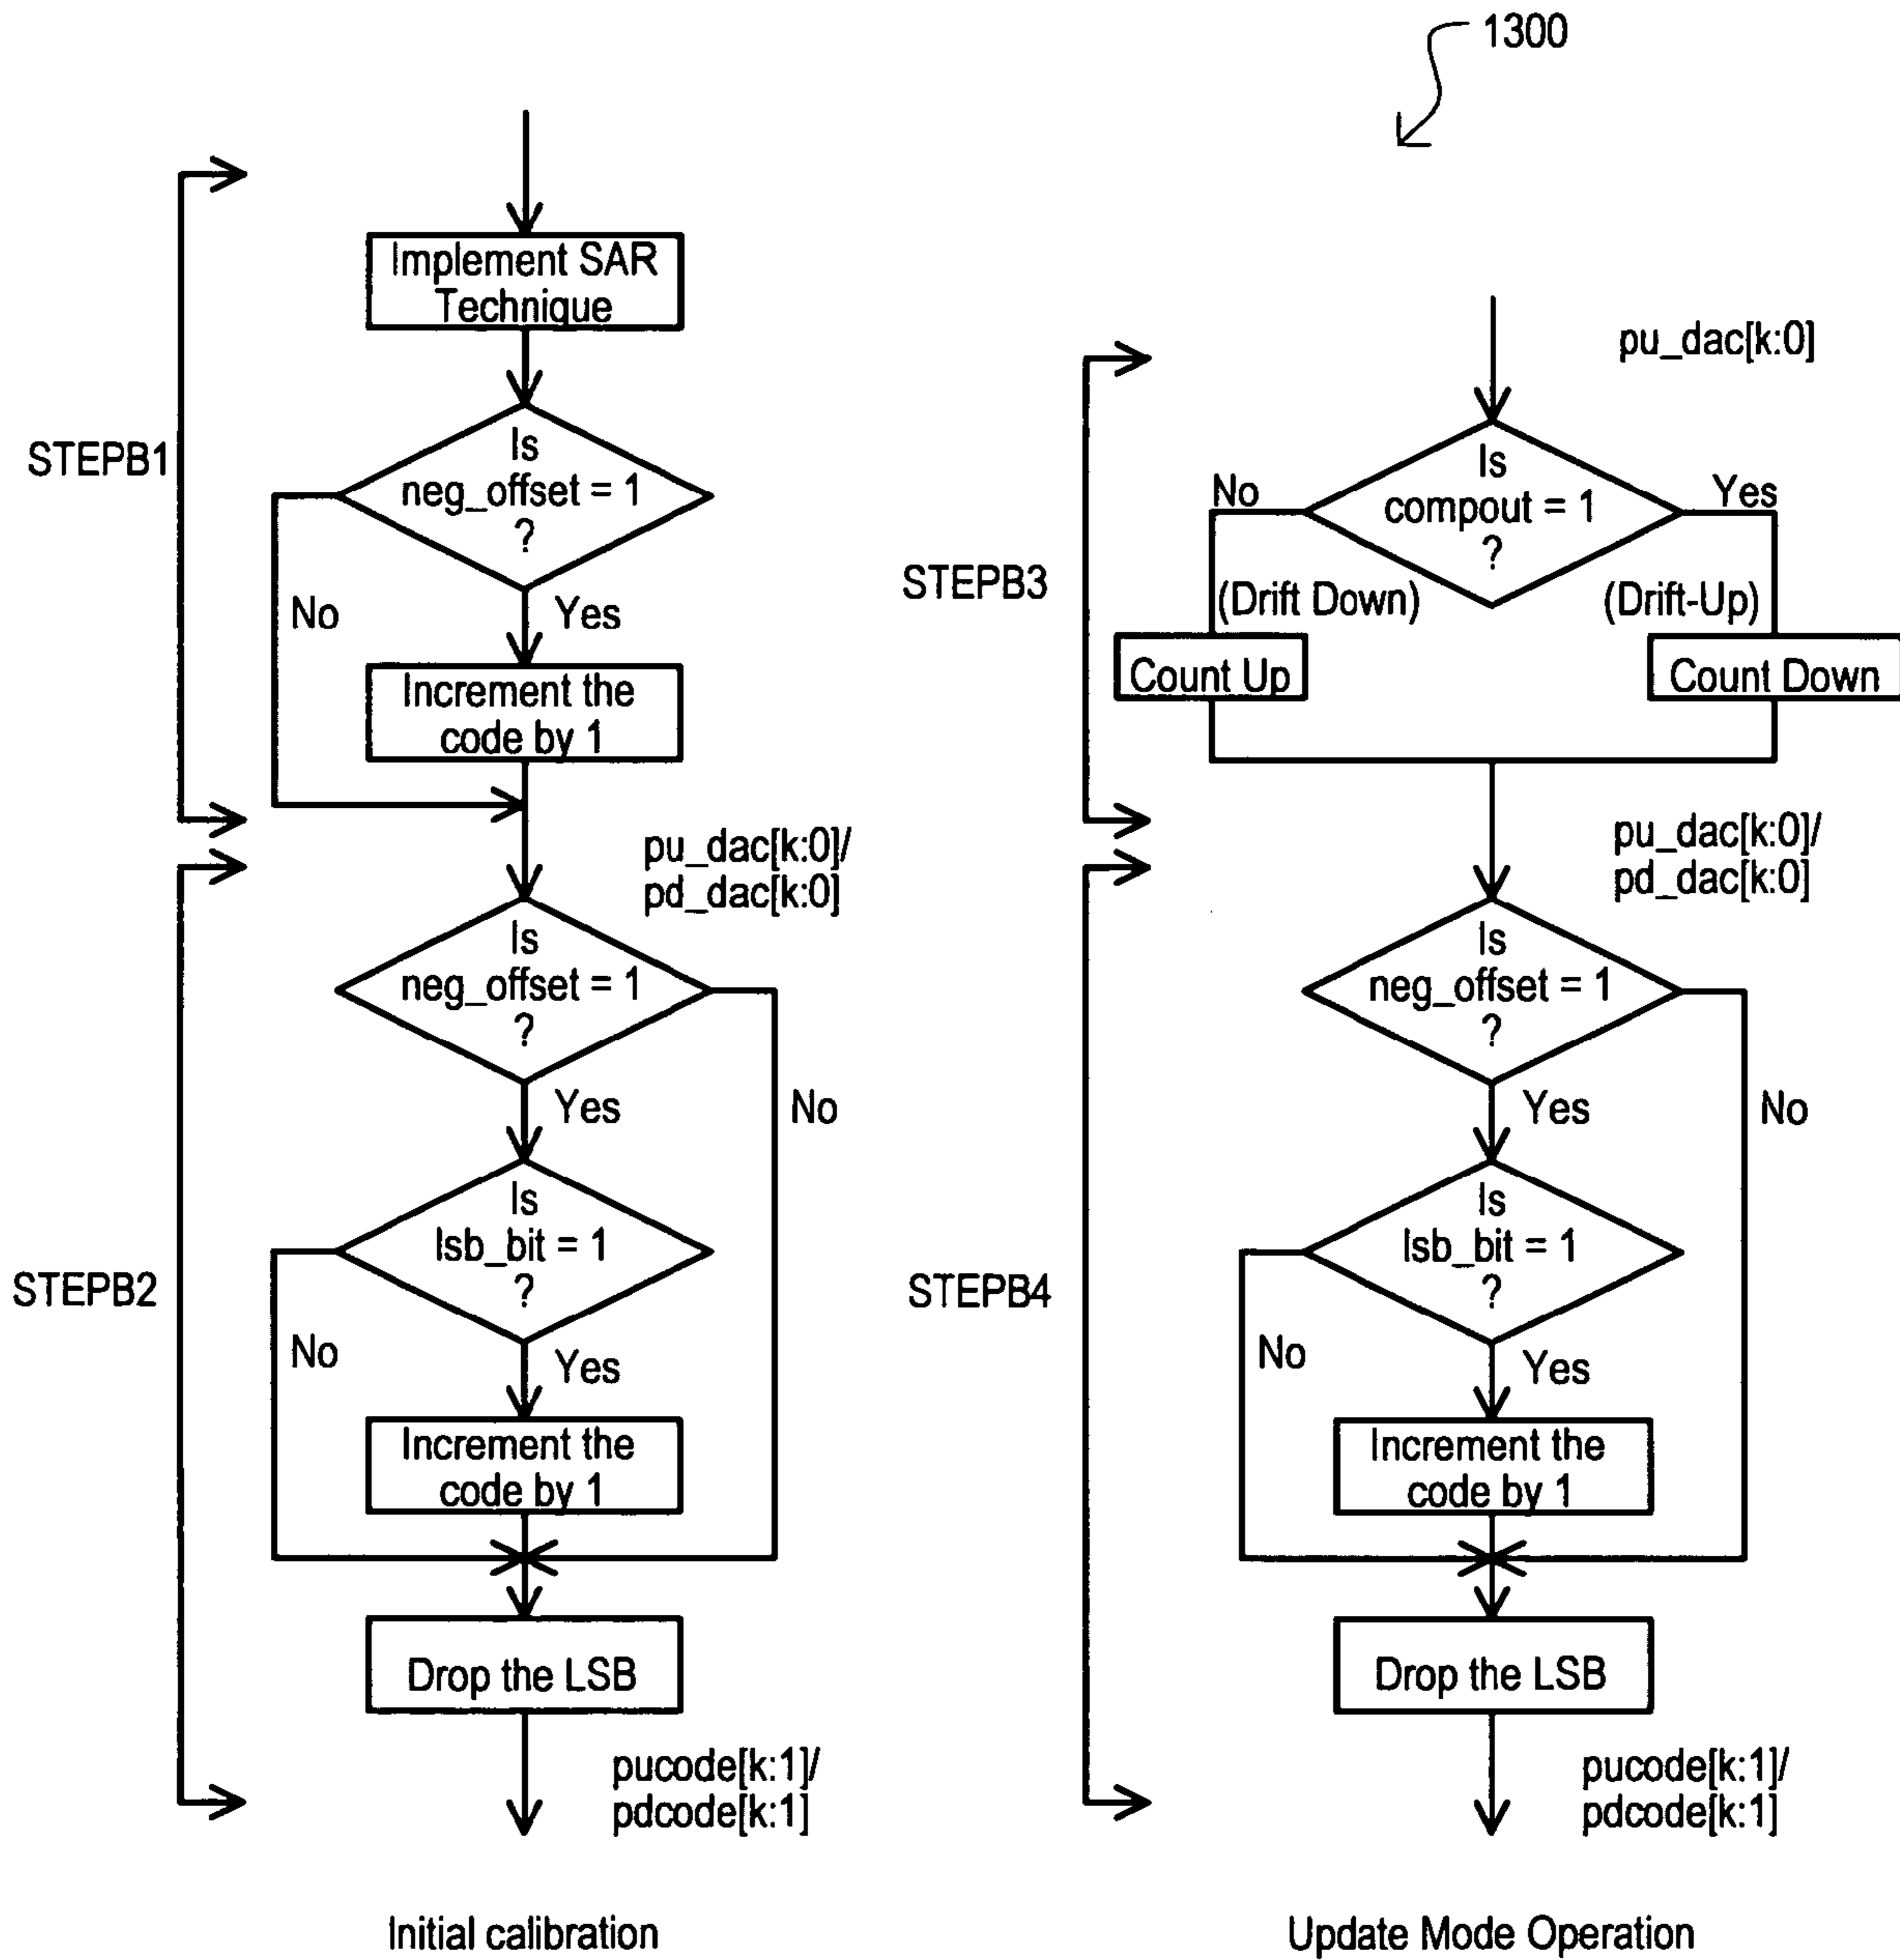 1300
Implement SAR
Technique
Is
neg_offset = 1
?
STEPB1
No
Yes
Increment the
code by 1
pu_dac[k:0]/
pd_dac[k:0]
Is
neg_offset = 1
?
Yes
No
Is
lsb_bit = 1
?
STEPB2
No
Yes
Increment the
code by 1
Drop the LSB
pucode[k:1]/
pdcode[k:1]
Initial calibration
pu_dac[k:0]
Is
compout = 1
?
No
Yes
STEPB3
(Drift Down)
(Drift-Up)
Count Up
Count Down
pu_dac[k:0]/
pd_dac[k:0]
Is
neg_offset = 1
?
Yes
No
Is
lsb_bit = 1
?
STEPB4
No
Yes
Increment the
code by 1
Drop the LSB
pucode[k:1]/
pdcode[k:1]
Update Mode Operation